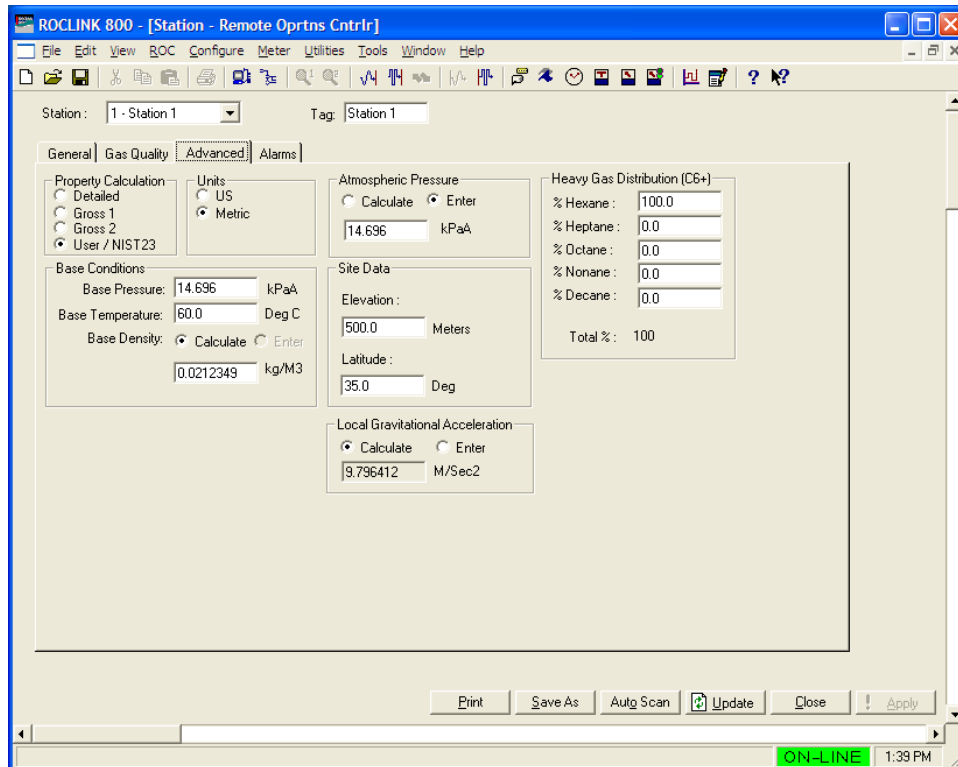 ROCLINK 800 - [Station - Remote Oprtns Cntrlr]
File Edit View ROC Configure Meter Utilities Tools Window Help
Station : 1 - Station 1 Tag: Station 1
General Gas Quality Advanced Alarms
Property Calculation
Detailed
Gross 1
Gross 2
User / NIST23
Units
US
Metric
Atmospheric Pressure
Calculate Enter
14.696 kPaA
Heavy Gas Distribution (C6+)
% Hexane : 100.0
% Heptane : 0.0
% Octane : 0.0
% Nonane : 0.0
% Decane : 0.0
Total % : 100
Base Conditions
Base Pressure: 14.696 kPaA
Base Temperature: 60.0 Deg C
Base Density: Calculate Enter
0.0212349 kg/M3
Site Data
Elevation :
500.0 Meters
Latitude :
35.0 Deg
Local Gravitational Acceleration
Calculate Enter
9.796412 M/Sec2
Print Save As Auto Scan Update Close ! Apply
ON-LINE 1:39 PM